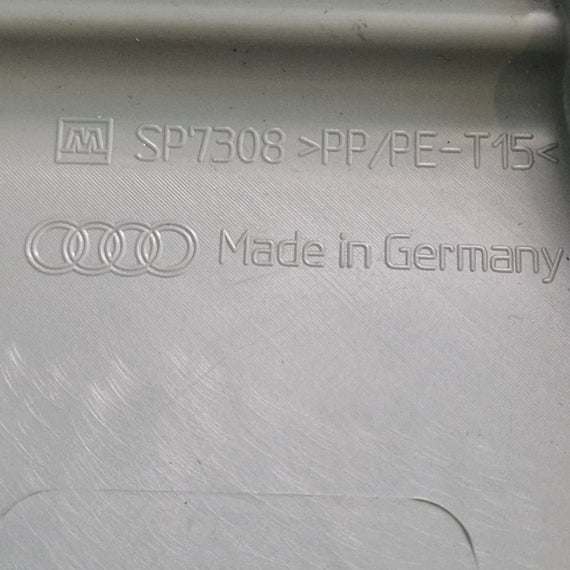 M SP7308 >PP/PE-T15<
Made in Germany